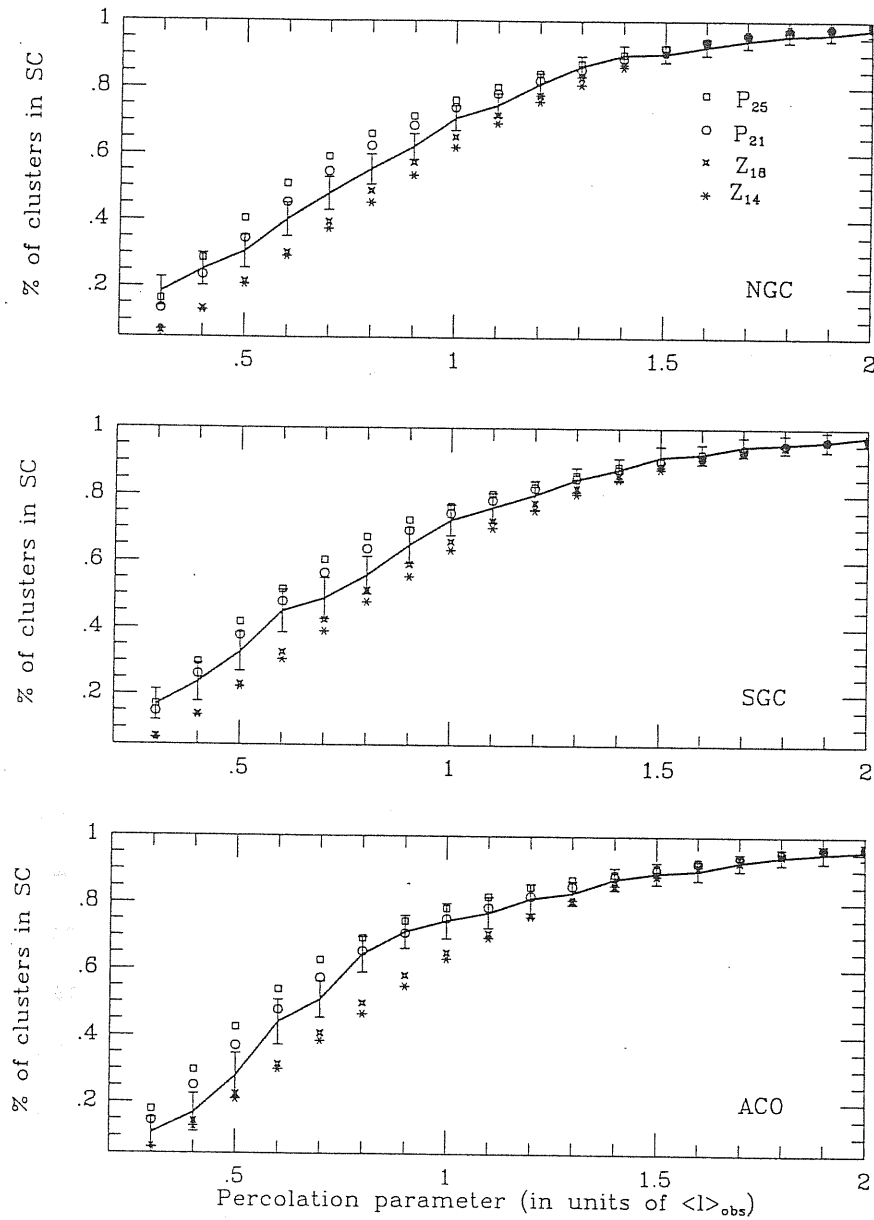 1
.8
.6
.4
.2
% of clusters in SC
P25
P21
Z18
Z14
NGC
.5
1
1.5
2
1
.8
.6
.4
.2
% of clusters in SC
SGC
.5
1
1.5
2
1
.8
.6
.4
.2
% of clusters in SC
ACO
.5
1
1.5
2
Percolation parameter (in units of <l>obs)